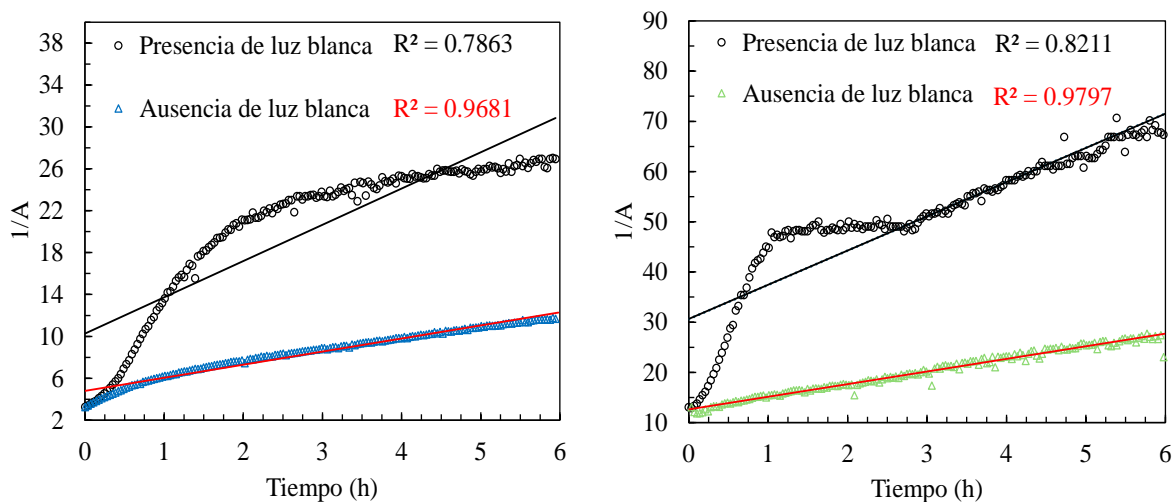 38
34
30
26
22
18
14
10
6
2
1/A
Presencia de luz blanca R² = 0.7863
Ausencia de luz blanca R² = 0.9681
0 1 2 3 4 5 6
Tiempo (h)
90
80
70
60
50
40
30
20
10
1/A
Presencia de luz blanca R² = 0.8211
Ausencia de luz blanca R² = 0.9797
0 1 2 3 4 5 6
Tiempo (h)